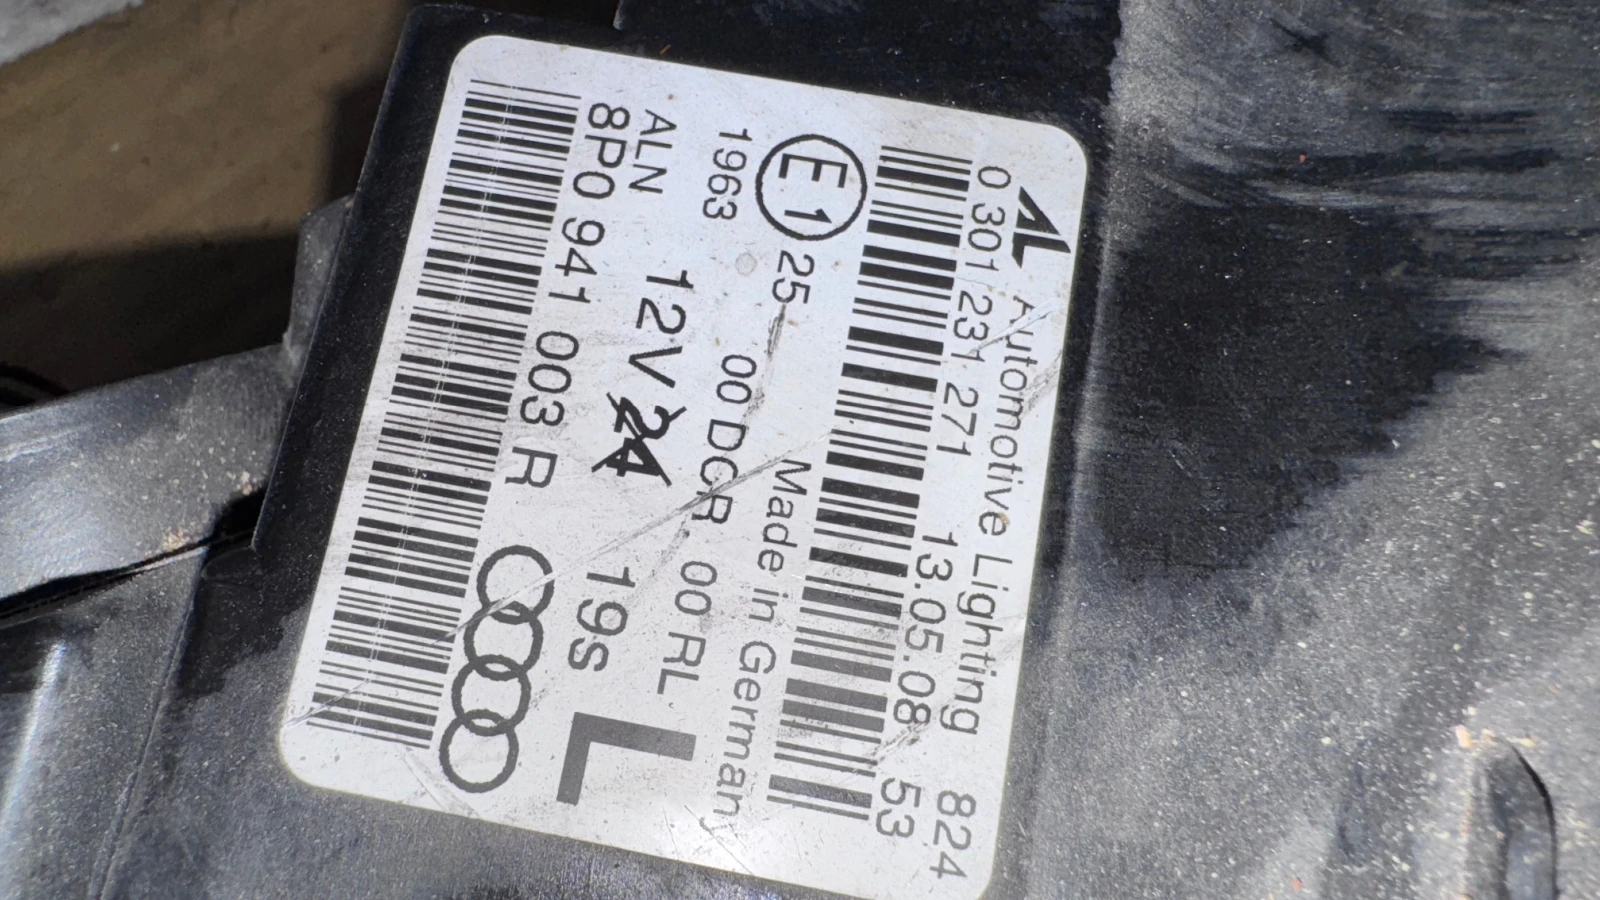 AL Automotive Lighting 824
0 301 231 271 13.05.08 53
E1 25 Made in Germany
1963 00 DCR 00 RL
ALN 12V 24 19s L
8P0 941 003 R